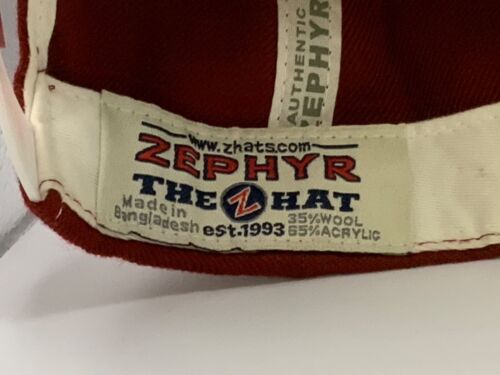 AUTHENTIC
ZEPHYR
www.zhats.com
ZEPHYR
THE Z HAT
Made in
Bangladesh
est.1993
35%WOOL
65%ACRYLIC